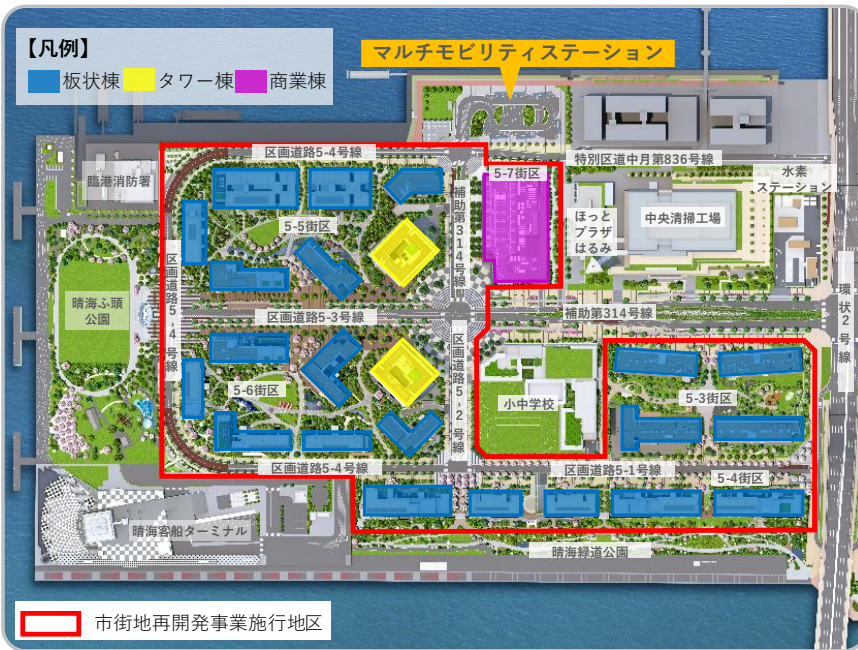 【凡例】
板状棟 タワー棟 商業棟
マルチモビリティステーション
区画道路5-4号線
特別区道中月第836号線
臨港消防署
補助第314号線
5-7街区
水素
ステーション
ほっと
プラザ
はるみ
中央清掃工場
5-5街区
区画道路5-4号線
晴海ふ頭
公園
区画道路5-3号線
補助第314号線
環状2号線
区画道路5-2号線
5-6街区
小中学校
5-3街区
区画道路5-4号線
区画道路5-1号線
5-4街区
晴海客船ターミナル
晴海緑道公園
市街地再開発事業施行地区